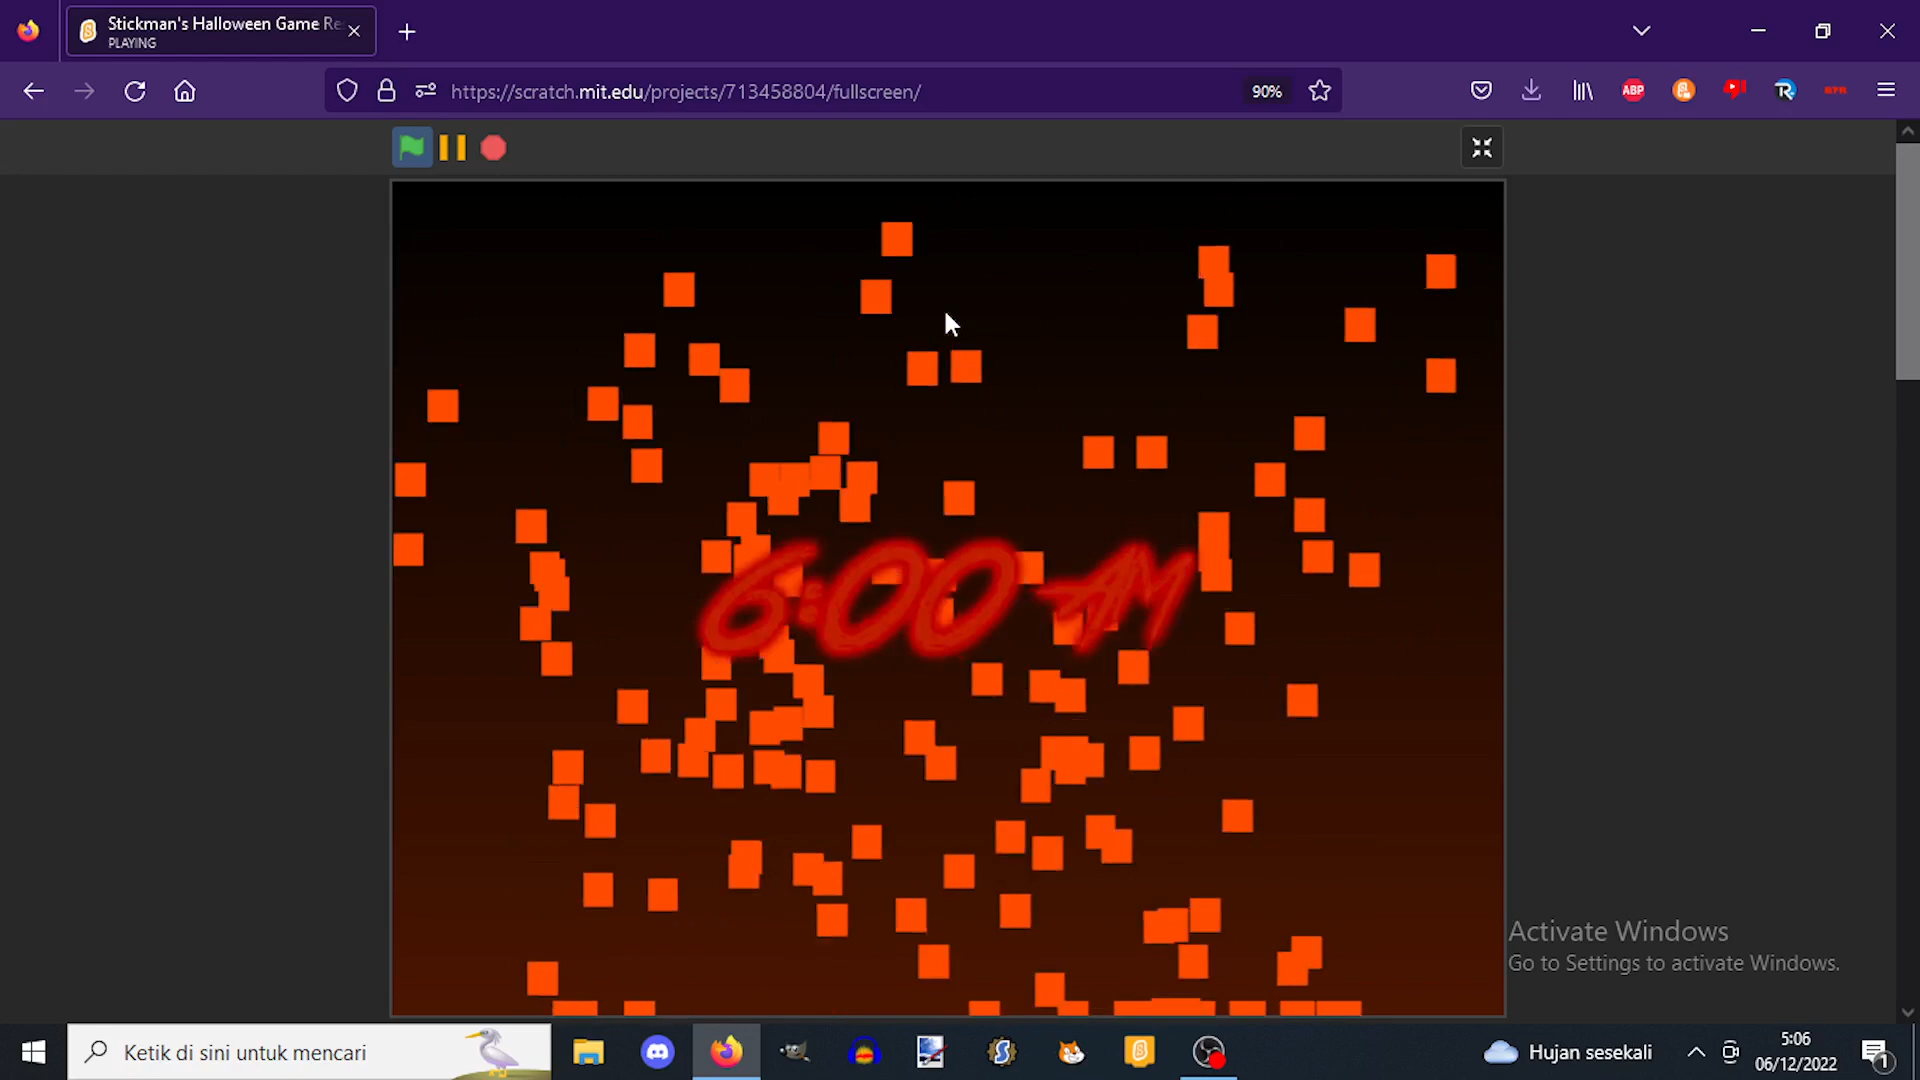 Stickman's Halloween Game Re
PLAYING
https://scratch.mit.edu/projects/713458804/fullscreen/
90%
ABP
6:00 AM
Activate Windows
Go to Settings to activate Windows.
Ketik di sini untuk mencari
Hujan sesekali
5:06
06/12/2022
1